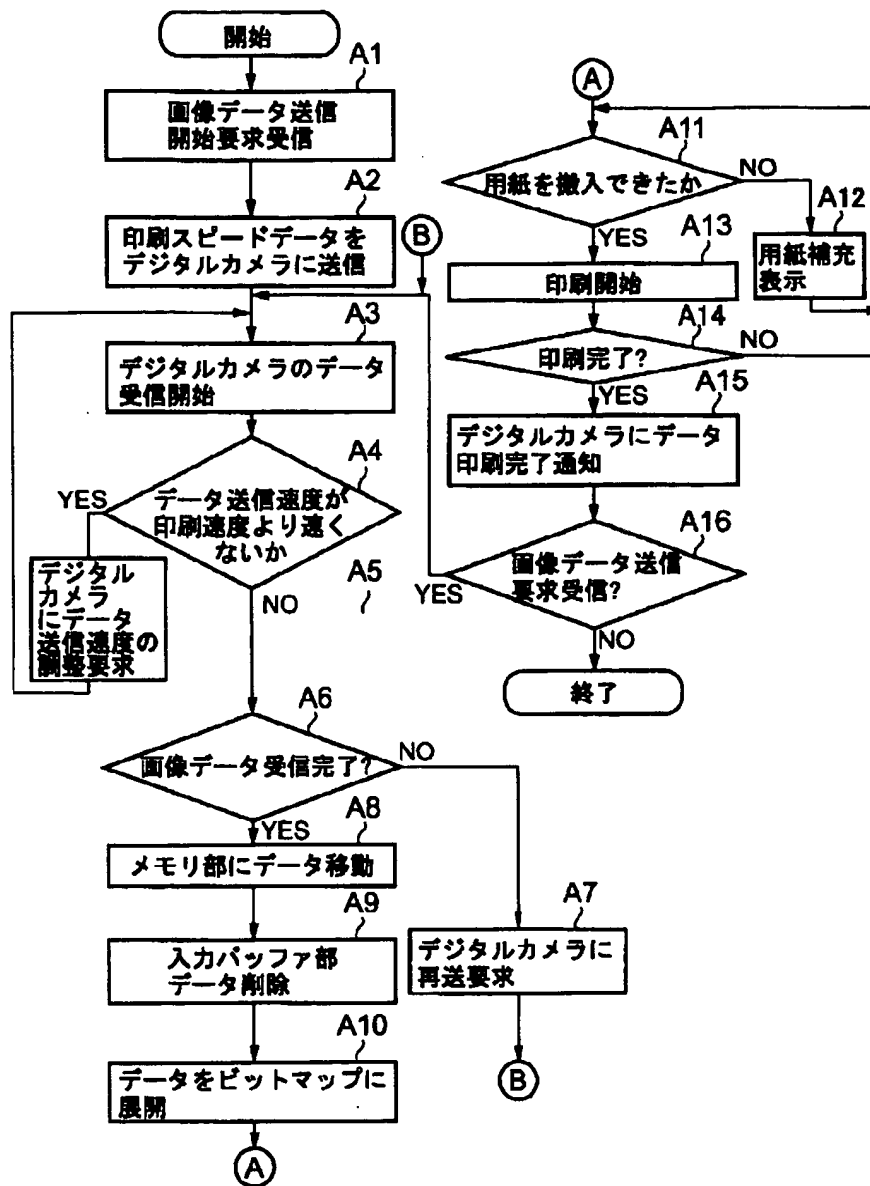 開始
A1
画像データ送信
開始要求受信
A2
印刷スピードデータを
デジタルカメラに送信
B
A3
デジタルカメラのデータ
受信開始
A4
データ送信速度が
印刷速度より速く
ないか
YES
NO
A5
デジタル
カメラ
にデータ
送信速度の
調整要求
A6
画像データ受信完了?
NO
YES
A8
メモリ部にデータ移動
A9
入力バッファ部
データ削除
A10
データをビットマップに
展開
A
A7
デジタルカメラに
再送要求
B
A
A11
用紙を搬入できたか
NO
YES
A12
用紙補充
表示
A13
印刷開始
A14
印刷完了?
NO
YES
A15
デジタルカメラにデータ
印刷完了通知
A16
画像データ送信
要求受信?
YES
NO
終了